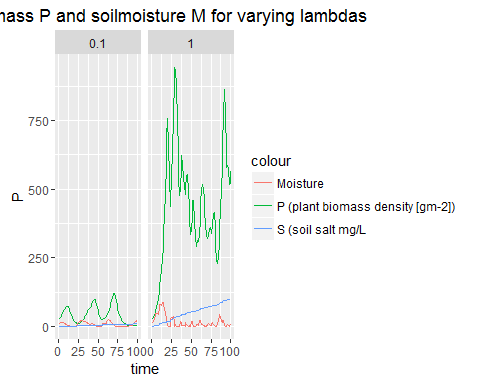 mass P and soilmoisture M for varying lambdas
0.1 1
750
500
250
0
P
0 25 50 75 100 0 25 50 75 100
time
colour
Moisture
P (plant biomass density [gm-2])
S (soil salt mg/L